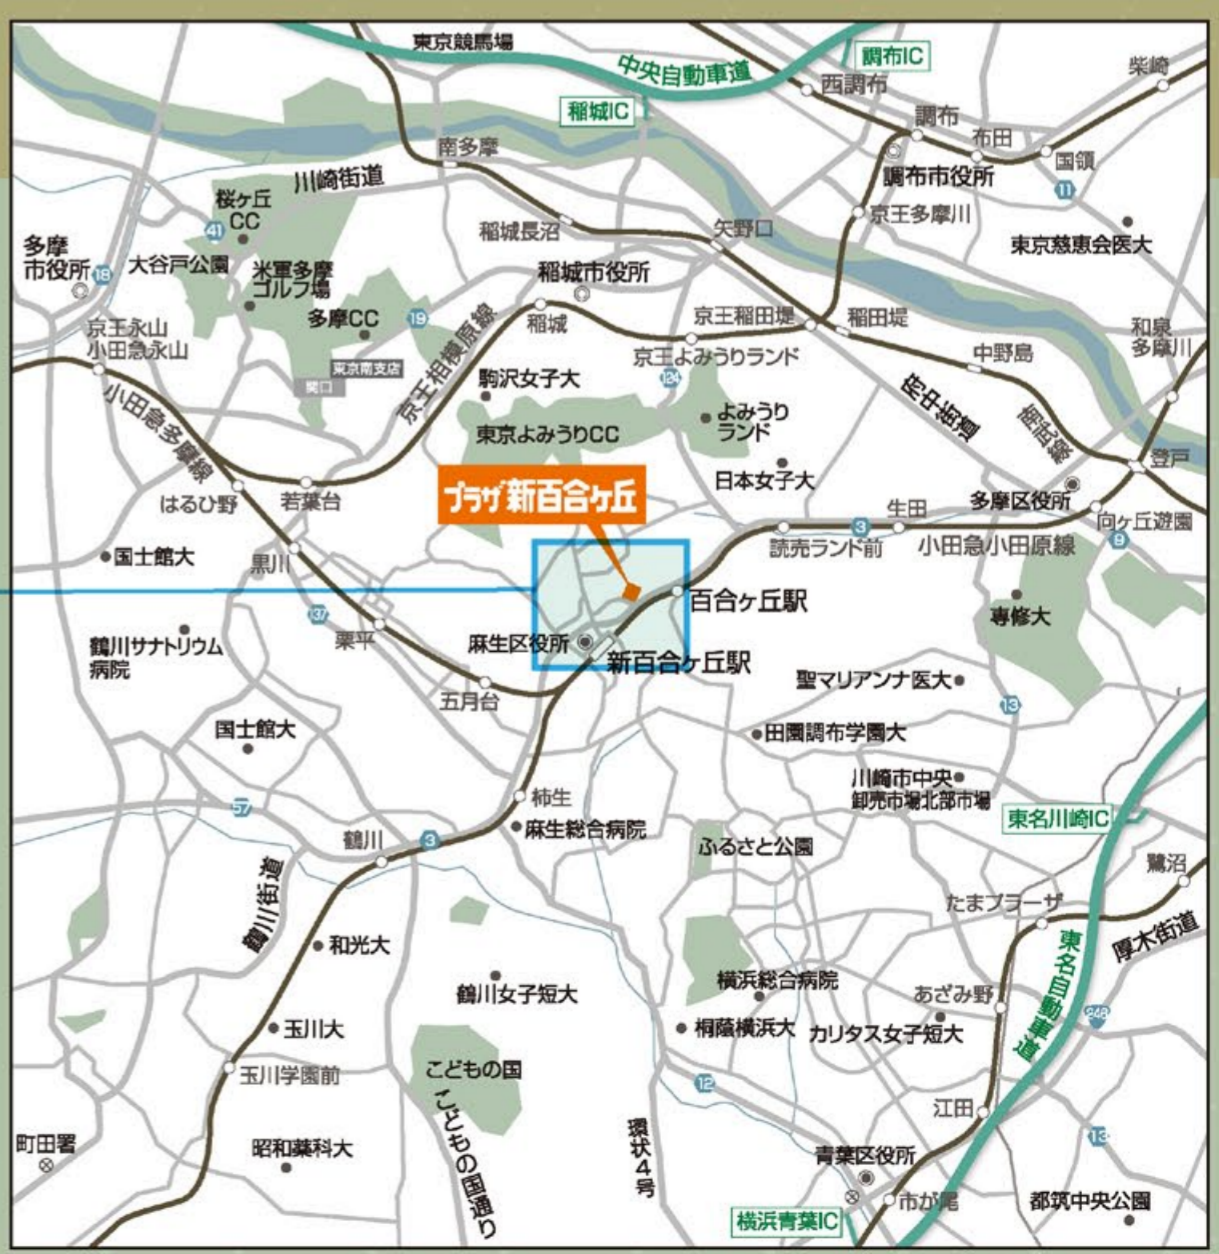 東京競馬場
中央自動車道
調布IC
柴崎
西調布
稲城IC
調布
布田
国領
南多摩
調布市役所
11
川崎街道
桜ヶ丘
CC
41
京王多摩川
稲城長沼
矢野口
東京慈恵会医大
多摩
市役所
18
大谷戸公園
米軍多摩
ゴルフ場
稲城市役所
多摩CC
19
京王相模原線
稲城
京王稲田堤
稲田堤
和泉
多摩川
京王永山
小田急永山
東京南支店
関口
京王よみうりランド
中野島
124
駒沢女子大
府中街道
小田急多摩線
よみうり
ランド
東京よみうりCC
南武線
登戸
プラザ新百合ヶ丘
日本女子大
はるひ野
若葉台
生田
多摩区役所
向ヶ丘遊園
3
読売ランド前
小田急小田原線
9
国士館大
黒川
百合ヶ丘駅
専修大
137
栗平
麻生区役所
鶴川サナトリウム
病院
新百合ヶ丘駅
聖マリアンナ医大
五月台
13
国士館大
田園調布学園大
川崎市中央
卸売市場北部市場
57
柿生
東名川崎IC
鶴川
3
麻生総合病院
ふるさと公園
鷺沼
鶴川街道
たまプラーザ
厚木街道
和光大
東名自動車道
鶴川女子短大
横浜総合病院
あざみ野
246
玉川大
桐蔭横浜大
カリタス女子短大
玉川学園前
こどもの国
12
こどもの国通り
環状4号
江田
13
町田署
昭和薬科大
青葉区役所
市が尾
都筑中央公園
横浜青葉IC